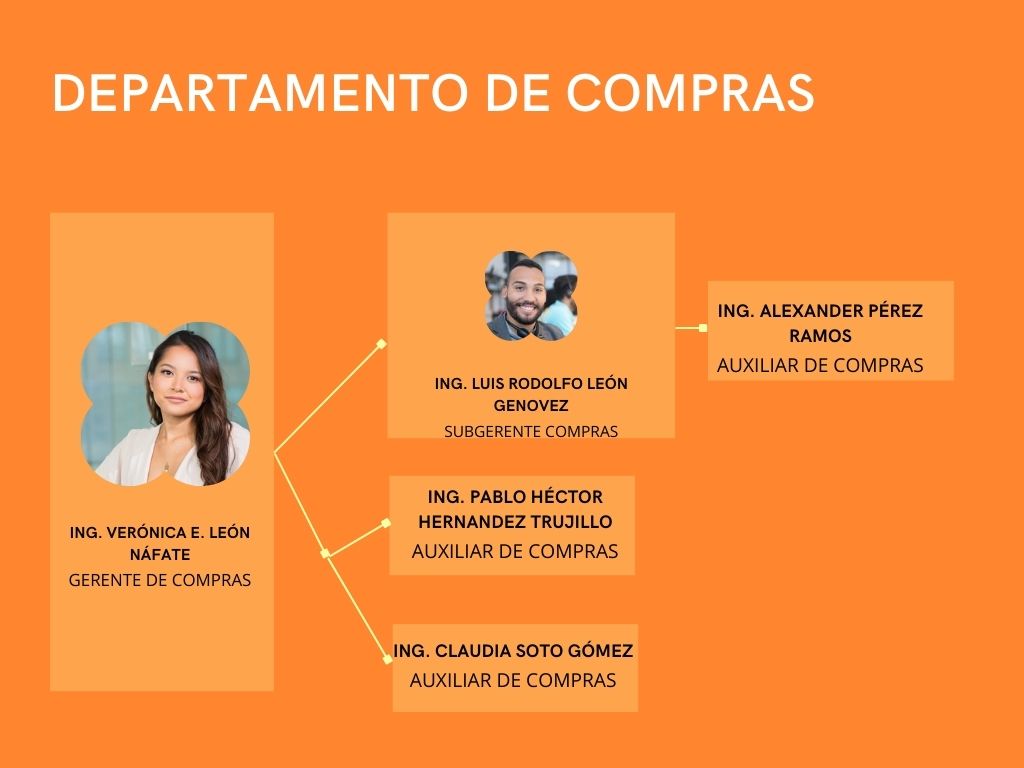 DEPARTAMENTO DE COMPRAS
ING. VERÓNICA E. LEÓN
NÁFATE
GERENTE DE COMPRAS
ING. LUIS RODOLFO LEÓN
GENOVEZ
SUBGERENTE COMPRAS
ING. ALEXANDER PÉREZ
RAMOS
AUXILIAR DE COMPRAS
ING. PABLO HÉCTOR
HERNANDEZ TRUJILLO
AUXILIAR DE COMPRAS
ING. CLAUDIA SOTO GÓMEZ
AUXILIAR DE COMPRAS